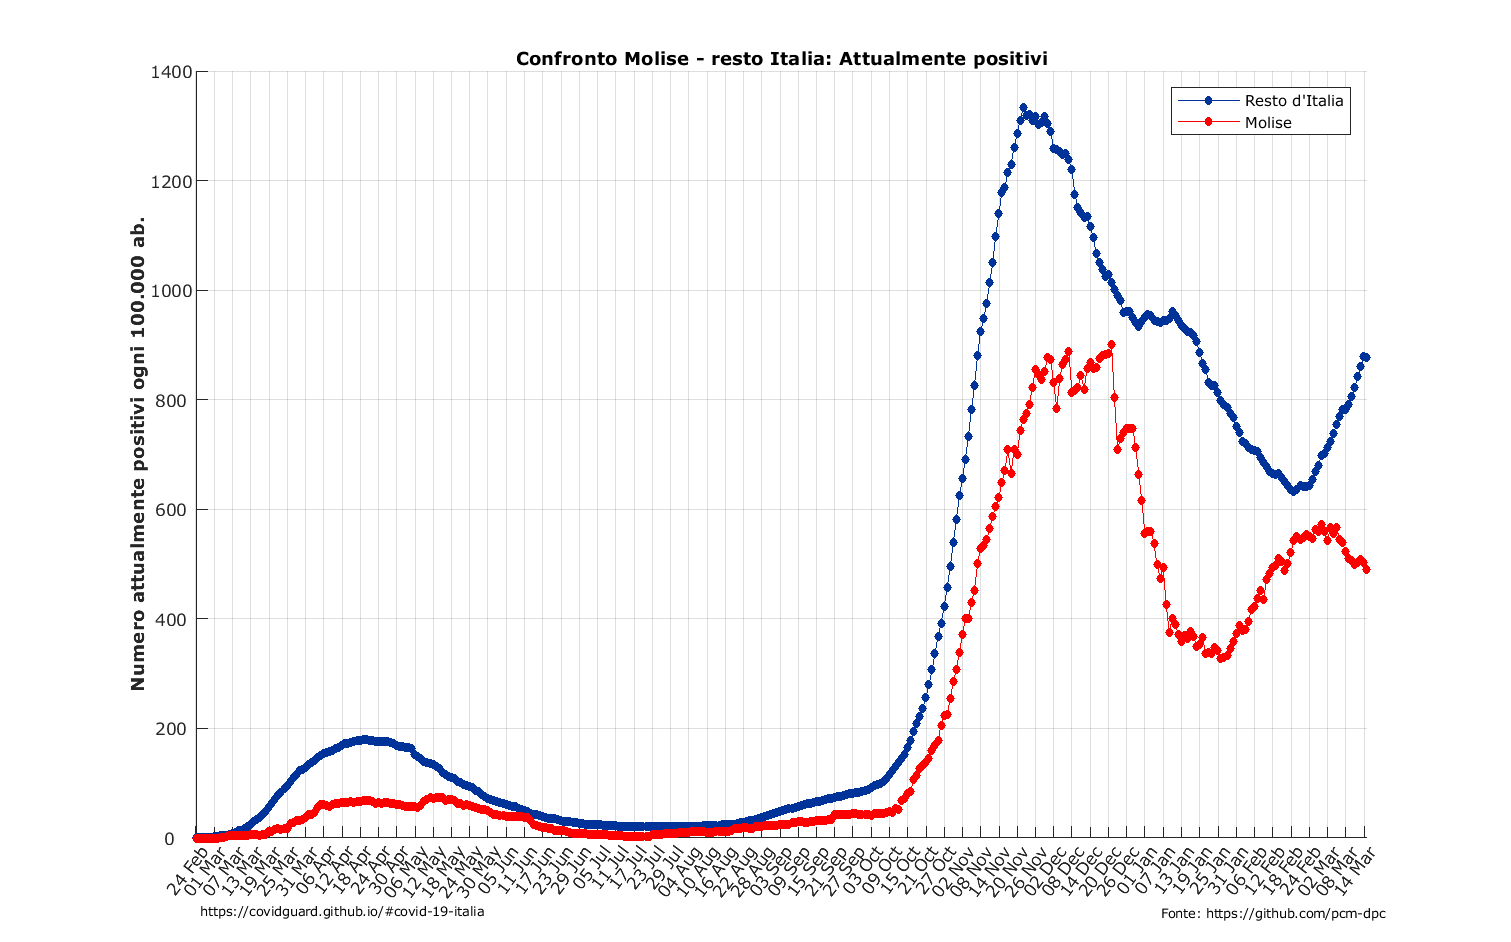 Confronto Molise - resto Italia: Attualmente positivi
Resto d'Italia
Molise
Numero attualmente positivi ogni 100.000 ab.
1400
1200
1000
800
600
400
200
0
24 Feb
01 Mar
07 Mar
13 Mar
19 Mar
25 Mar
31 Mar
06 Apr
12 Apr
18 Apr
24 Apr
30 Apr
06 May
12 May
18 May
24 May
30 May
05 Jun
11 Jun
17 Jun
23 Jun
29 Jun
05 Jul
11 Jul
17 Jul
23 Jul
29 Jul
04 Aug
10 Aug
16 Aug
22 Aug
28 Aug
03 Sep
09 Sep
15 Sep
21 Sep
27 Sep
03 Oct
09 Oct
15 Oct
21 Oct
27 Oct
02 Nov
08 Nov
14 Nov
20 Nov
26 Nov
02 Dec
08 Dec
14 Dec
20 Dec
26 Dec
01 Jan
07 Jan
13 Jan
19 Jan
25 Jan
31 Jan
06 Feb
12 Feb
18 Feb
24 Feb
02 Mar
08 Mar
14 Mar
https://covidguard.github.io/#covid-19-italia
Fonte: https://github.com/pcm-dpc